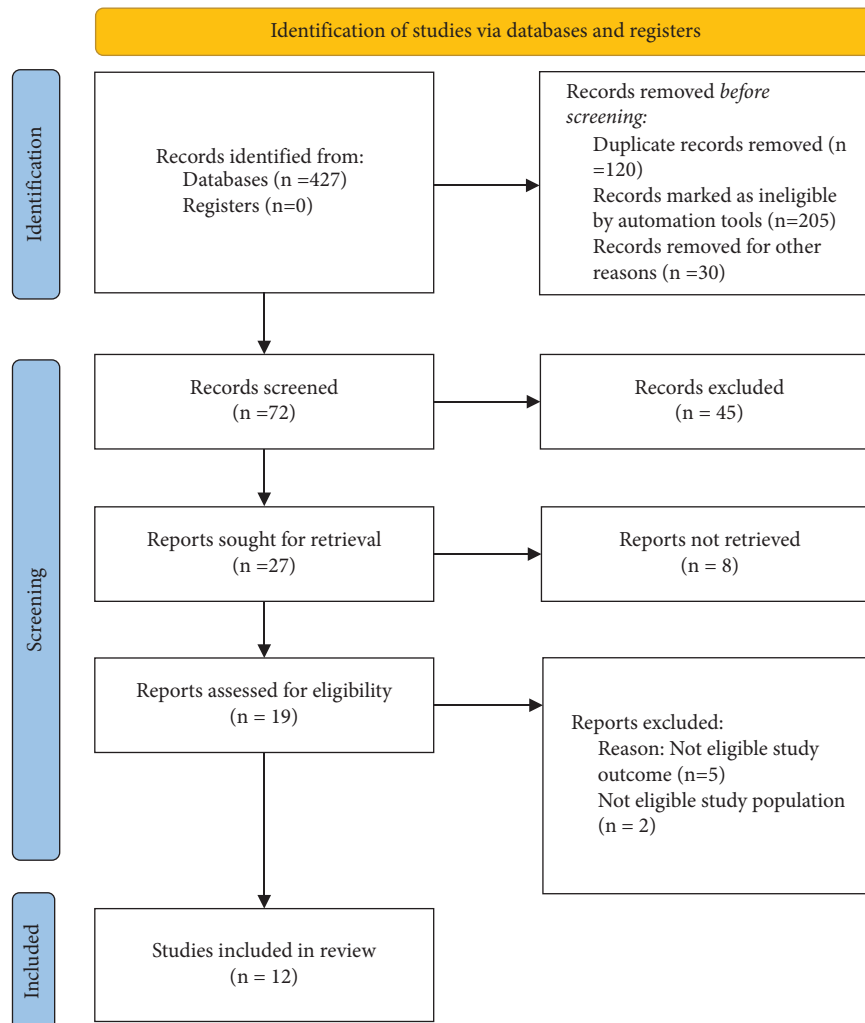 Identification of studies via databases and registers
Identification
Records identified from:
Databases (n =427)
Registers (n=0)
Records removed before
screening:
Duplicate records removed (n
=120)
Records marked as ineligible
by automation tools (n=205)
Records removed for other
reasons (n =30)
Screening
Records screened
(n =72)
Records excluded
(n = 45)
Reports sought for retrieval
(n =27)
Reports not retrieved
(n = 8)
Reports assessed for eligibility
(n = 19)
Reports excluded:
Reason: Not eligible study
outcome (n=5)
Not eligible study population
(n = 2)
Included
Studies included in review
(n = 12)